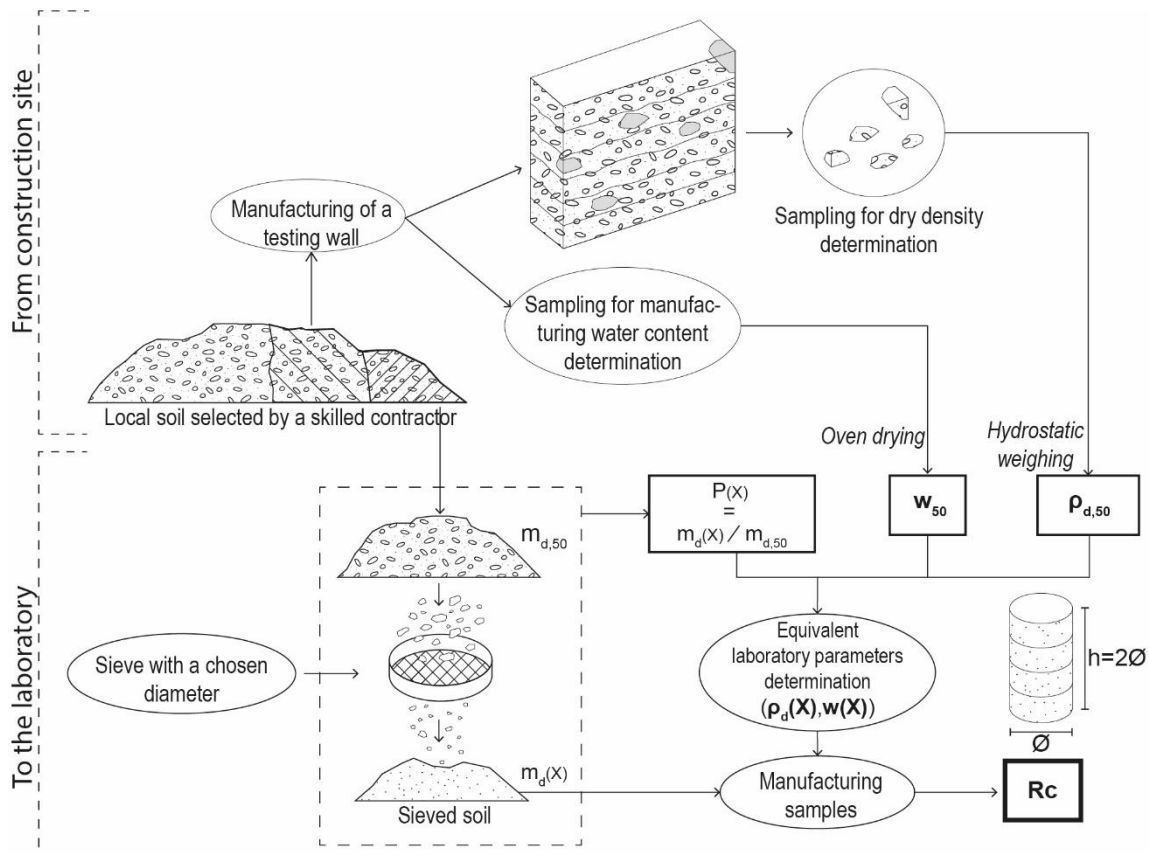 From construction site
Manufacturing of a
testing wall
Sampling for dry density
determination
Sampling for manufac-
turing water content
determination
Local soil selected by a skilled contractor
Oven drying
Hydrostatic
weighing
To the laboratory
m_d,50
P(X)
=
m_d(X) / m_d,50
w_50
ρ_d,50
Sieve with a chosen
diameter
Equivalent
laboratory parameters
determination
(ρ_d(X),w(X))
h=2Ø
Ø
m_d(X)
Sieved soil
Manufacturing
samples
Rc